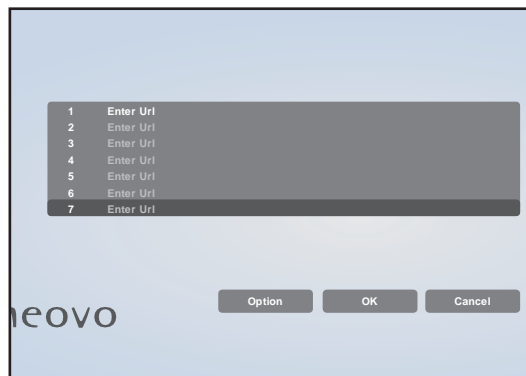 1 Enter Url
2 Enter Url
3 Enter Url
4 Enter Url
5 Enter Url
6 Enter Url
7 Enter Url
Option OK Cancel
neovo